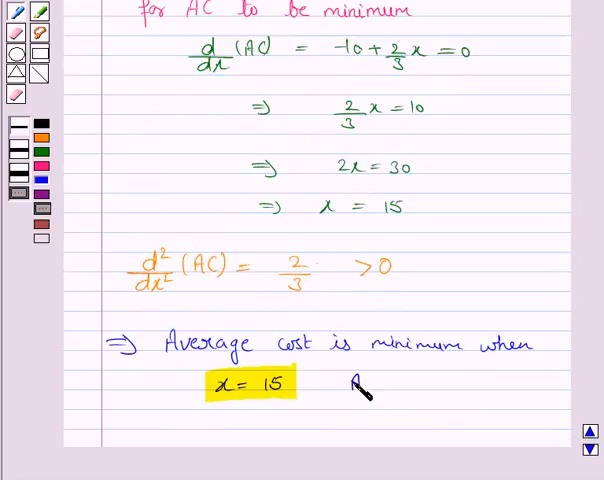 for AC to be minimum
d/dx (AC) = -10 + 2/3 x = 0
⇒ 2/3 x = 10
⇒ 2x = 30
⇒ x = 15
d²/dx² (AC) = 2/3 > 0
⇒ Average cost is minimum when
x = 15